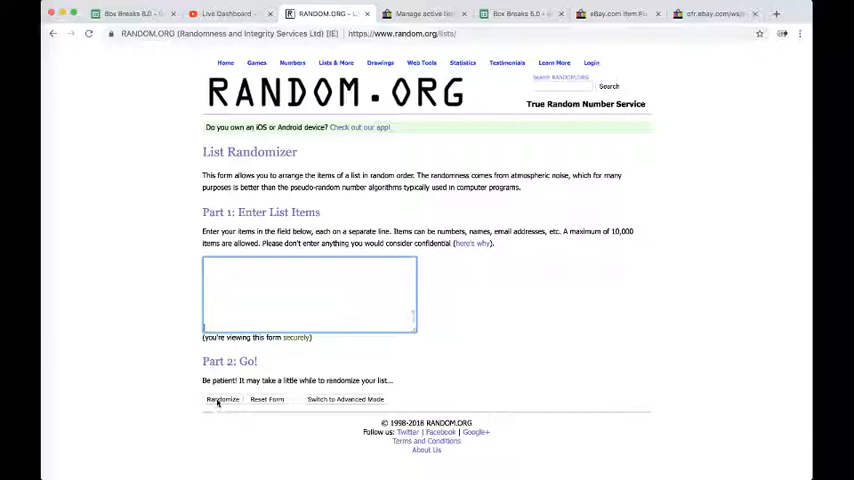 Box Breaks 6.0 -
Live Dashboard -
RANDOM.ORG - L
Manage active list
Box Breaks 5.0 -
eBay.com Item Fi
ofr.ebay.com/ws/e
RANDOM.ORG (Randomness and Integrity Services Ltd) [IE] https://www.random.org/lists/
Home Games Numbers Lists & More Drawings Web Tools Statistics Testimonials Learn More Login
RANDOM.ORG
Search RANDOM.ORG
Search
True Random Number Service
Do you own an iOS or Android device? Check out our app!
List Randomizer
This form allows you to arrange the items of a list in random order. The randomness comes from atmospheric noise, which for many
purposes is better than the pseudo-random number algorithms typically used in computer programs.
Part 1: Enter List Items
Enter your items in the field below, each on a separate line. Items can be numbers, names, email addresses, etc. A maximum of 10,000
items are allowed. Please don't enter anything you would consider confidential (here's why).
(you're viewing this form securely)
Part 2: Go!
Be patient! It may take a little while to randomize your list...
Randomize Reset Form Switch to Advanced Mode
© 1998-2018 RANDOM.ORG
Follow us: Twitter | Facebook | Google+
Terms and Conditions
About Us